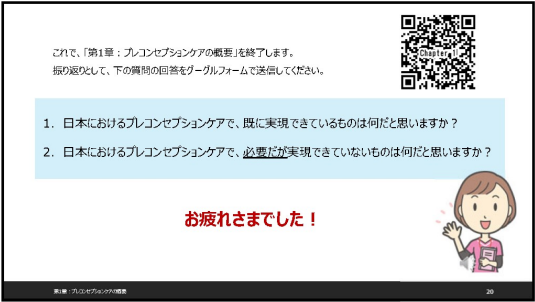 これで、「第1章：プレコンセプションケアの概要」を終了します。
振り返りとして、下の質問の回答をグーグルフォームで送信してください。
Chapter 1
1. 日本におけるプレコンセプションケアで、既に実現できているものは何だと思いますか？
2. 日本におけるプレコンセプションケアで、必要だが実現できていないものは何だと思いますか？
お疲れさまでした！
第1章：プレコンセプションケアの概要
20